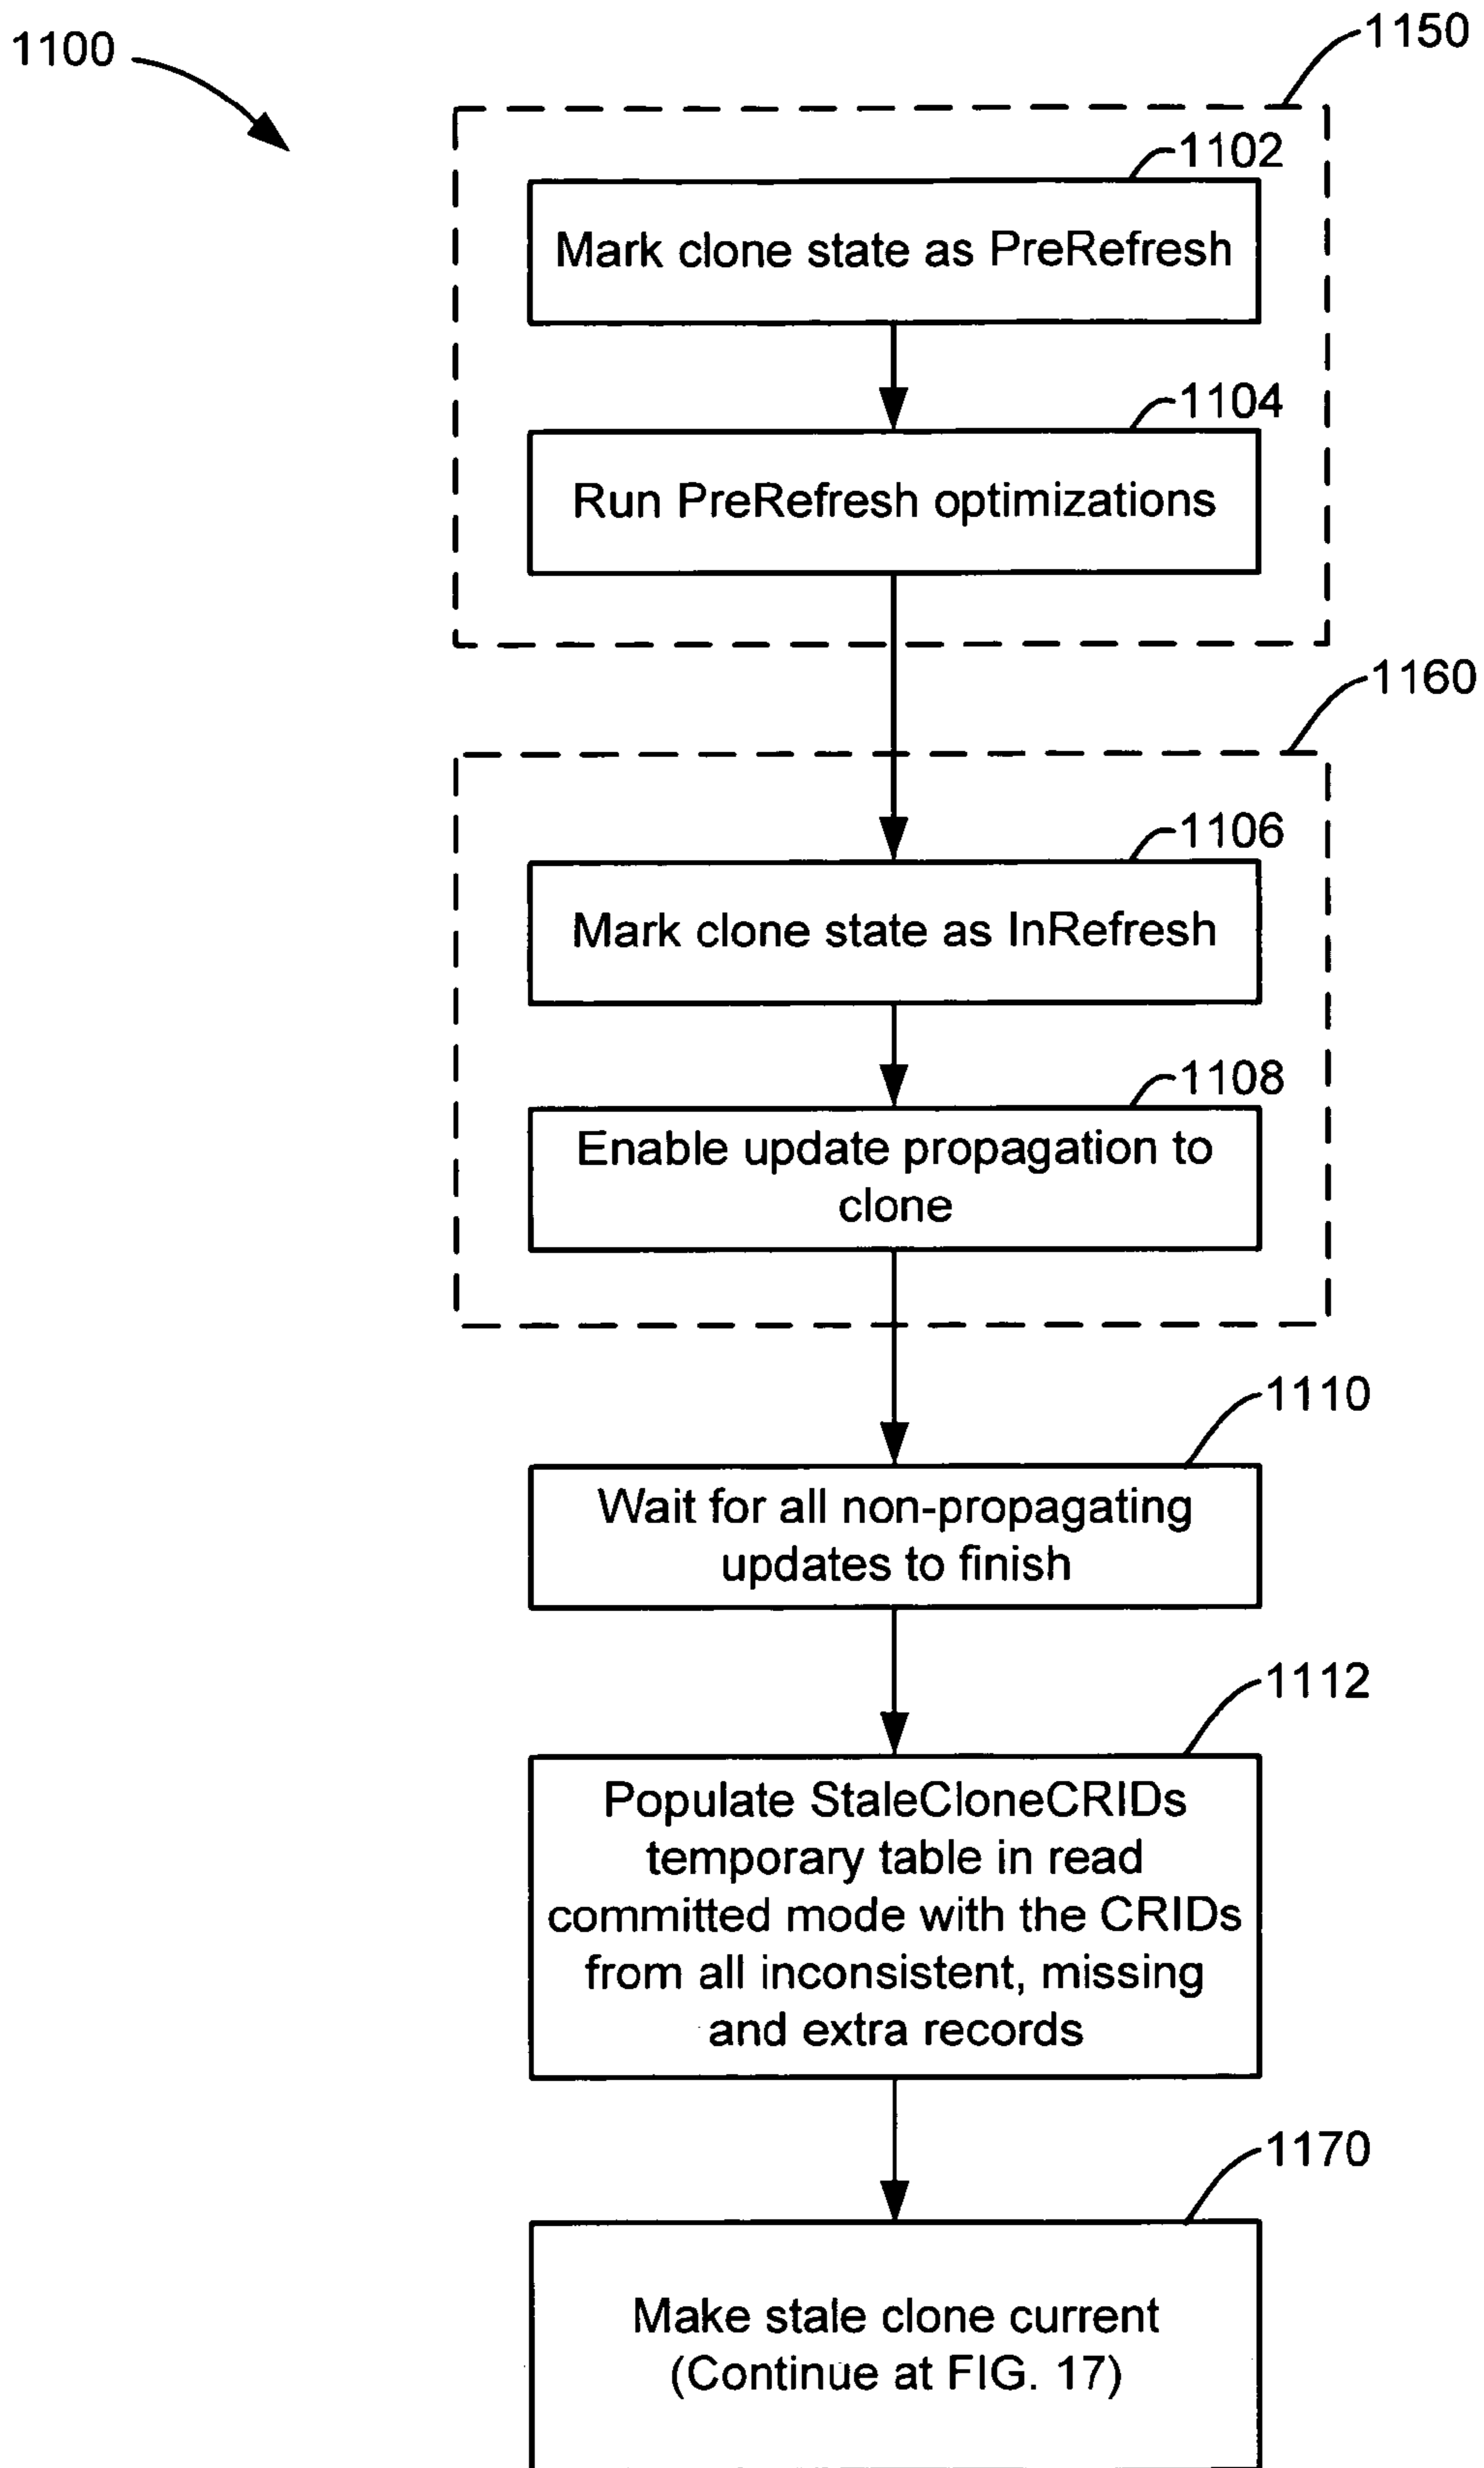 1100
1150
1102
Mark clone state as PreRefresh
1104
Run PreRefresh optimizations
1160
1106
Mark clone state as InRefresh
1108
Enable update propagation to
clone
1110
Wait for all non-propagating
updates to finish
1112
Populate StaleCloneCRIDs
temporary table in read
committed mode with the CRIDs
from all inconsistent, missing
and extra records
1170
Make stale clone current
(Continue at FIG. 17)